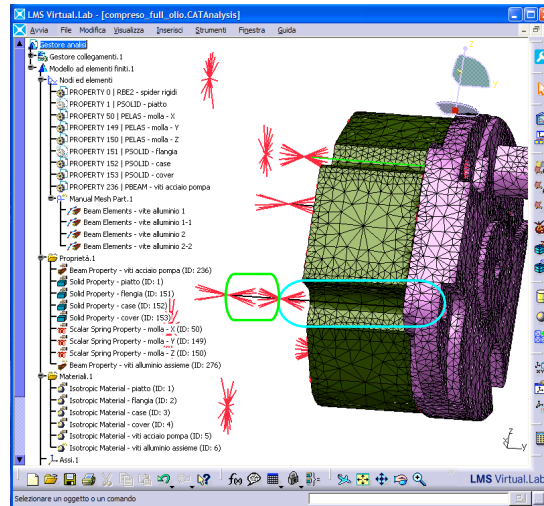 LMS Virtual.Lab - [compreso_full_olio.CATAnalysis]
Avvia File Modifica Visualizza Inserisci Strumenti Finestra Guida
Gestore analisi
Gestore collegamenti.1
Modello ad elementi finiti.1
Nodi ed elementi
PROPERTY 0 | RBE2 - spider rigidi
PROPERTY 1 | PSOLID - piatto
PROPERTY 50 | PELAS - molla - X
PROPERTY 149 | PELAS - molla - Y
PROPERTY 150 | PELAS - molla - Z
PROPERTY 151 | PSOLID - flangia
PROPERTY 152 | PSOLID - case
PROPERTY 153 | PSOLID - cover
PROPERTY 236 | PBEAM - viti acciaio pompa
Manual Mesh Part.1
Beam Elements - vite alluminio 1
Beam Elements - vite alluminio 1-1
Beam Elements - vite alluminio 2
Beam Elements - vite alluminio 2-2
Proprietà.1
Beam Property - viti acciaio pompa (ID: 236)
Solid Property - piatto (ID: 1)
Solid Property - flengia (ID: 151)
Solid Property - case (ID: 152)
Solid Property - cover (ID: 153)
Scalar Spring Property - molla - X (ID: 50)
Scalar Spring Property - molla - Y (ID: 149)
Scalar Spring Property - molla - Z (ID: 150)
Beam Property - viti alluminio assieme (ID: 276)
Materiali.1
Isotropic Material - piatto (ID: 1)
Isotropic Material - flangia (ID: 2)
Isotropic Material - case (ID: 3)
Isotropic Material - cover (ID: 4)
Isotropic Material - viti acciaio pompa (ID: 5)
Isotropic Material - viti alluminio assieme (ID: 6)
Assi.1
z
y
z
x
y
LMS Virtual.Lab
Selezionare un oggetto o un comando